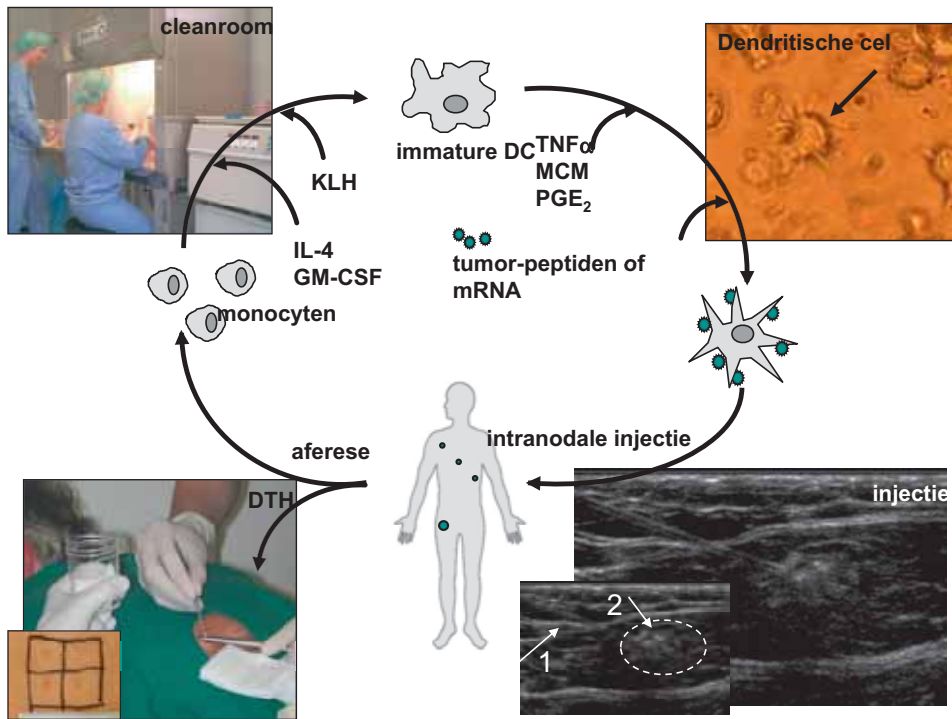 cleanroom
Dendritische cel
immature DC
TNFα
MCM
PGE₂
KLH
IL-4
GM-CSF
tumor-peptiden of
mRNA
monocyten
aferese
intranodale injectie
DTH
injectie
2
1